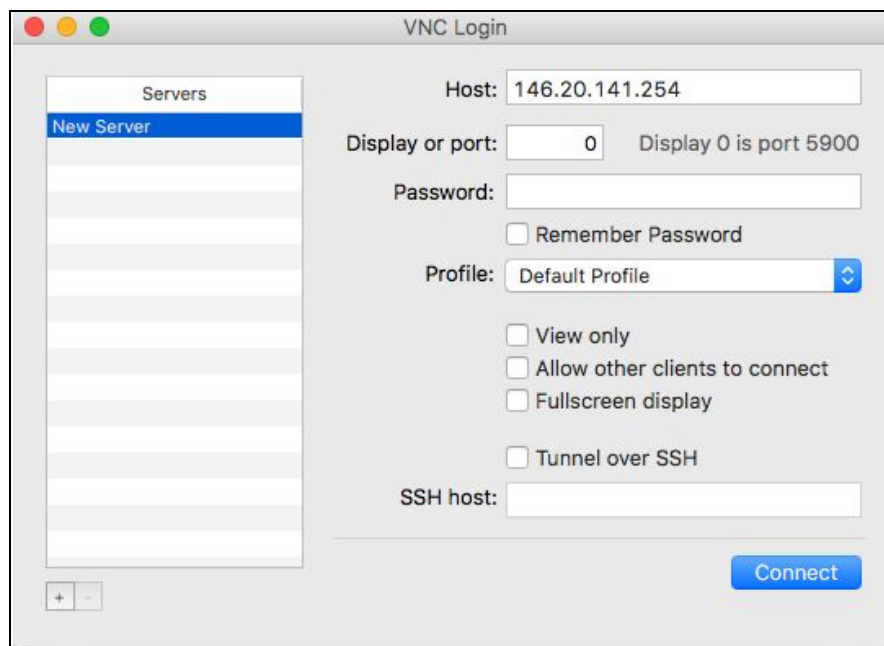 VNC Login
Servers
New Server
Host: 146.20.141.254
Display or port: 0 Display 0 is port 5900
Password:
Remember Password
Profile: Default Profile
View only
Allow other clients to connect
Fullscreen display
Tunnel over SSH
SSH host:
Connect
+ -